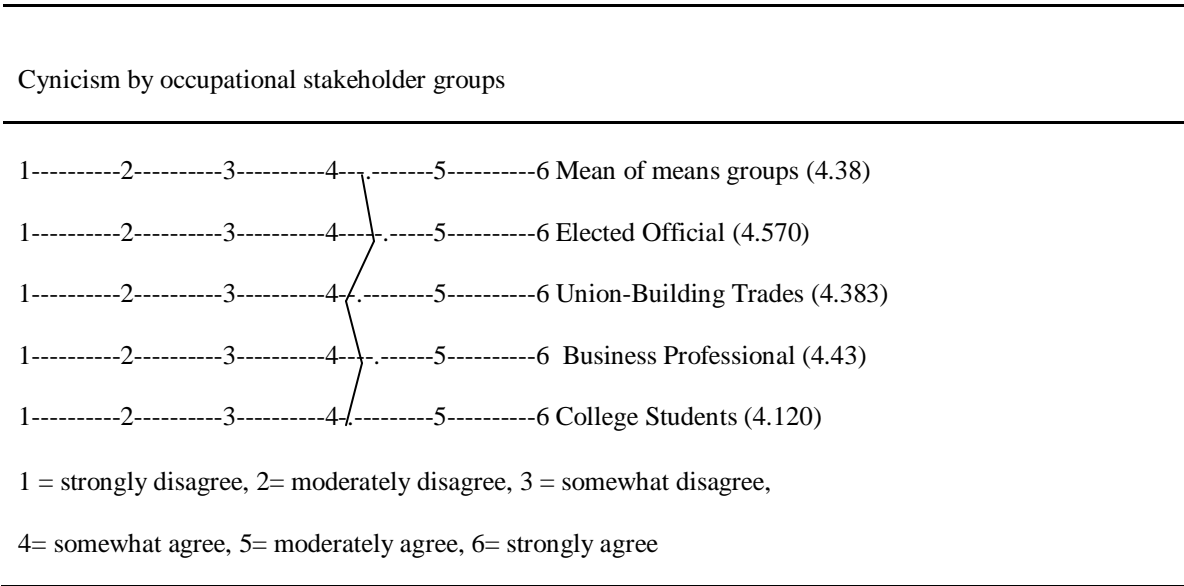 Cynicism by occupational stakeholder groups
1----------2----------3----------4---.-------5----------6 Mean of means groups (4.38)
1----------2----------3----------4-----.-----5----------6 Elected Official (4.570)
1----------2----------3----------4--.--------5----------6 Union-Building Trades (4.383)
1----------2----------3----------4----.------5----------6 Business Professional (4.43)
1----------2----------3----------4-.---------5----------6 College Students (4.120)
1 = strongly disagree, 2= moderately disagree, 3 = somewhat disagree,
4= somewhat agree, 5= moderately agree, 6= strongly agree